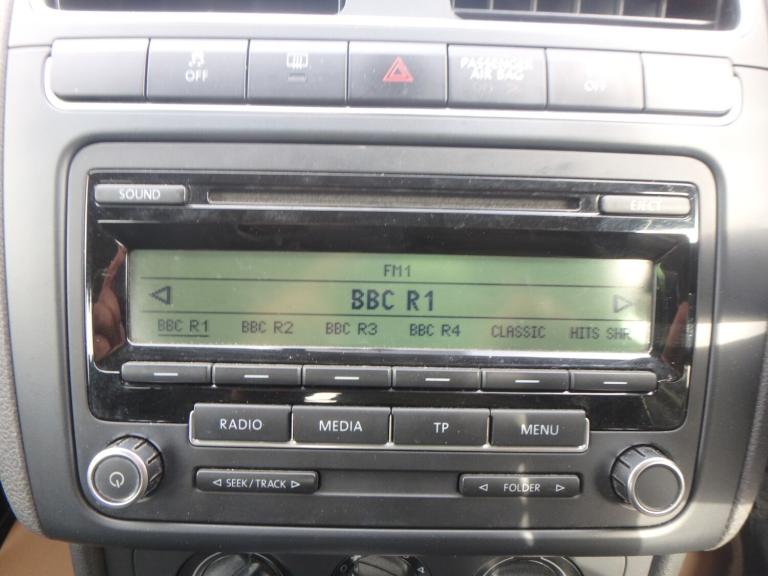 OFF
PASSENGER
AIR BAG
OFF
SOUND
EJECT
FM1
BBC R1
BBC R1 BBC R2 BBC R3 BBC R4 CLASSIC HITS SHR
RADIO MEDIA TP MENU
SEEK / TRACK
FOLDER